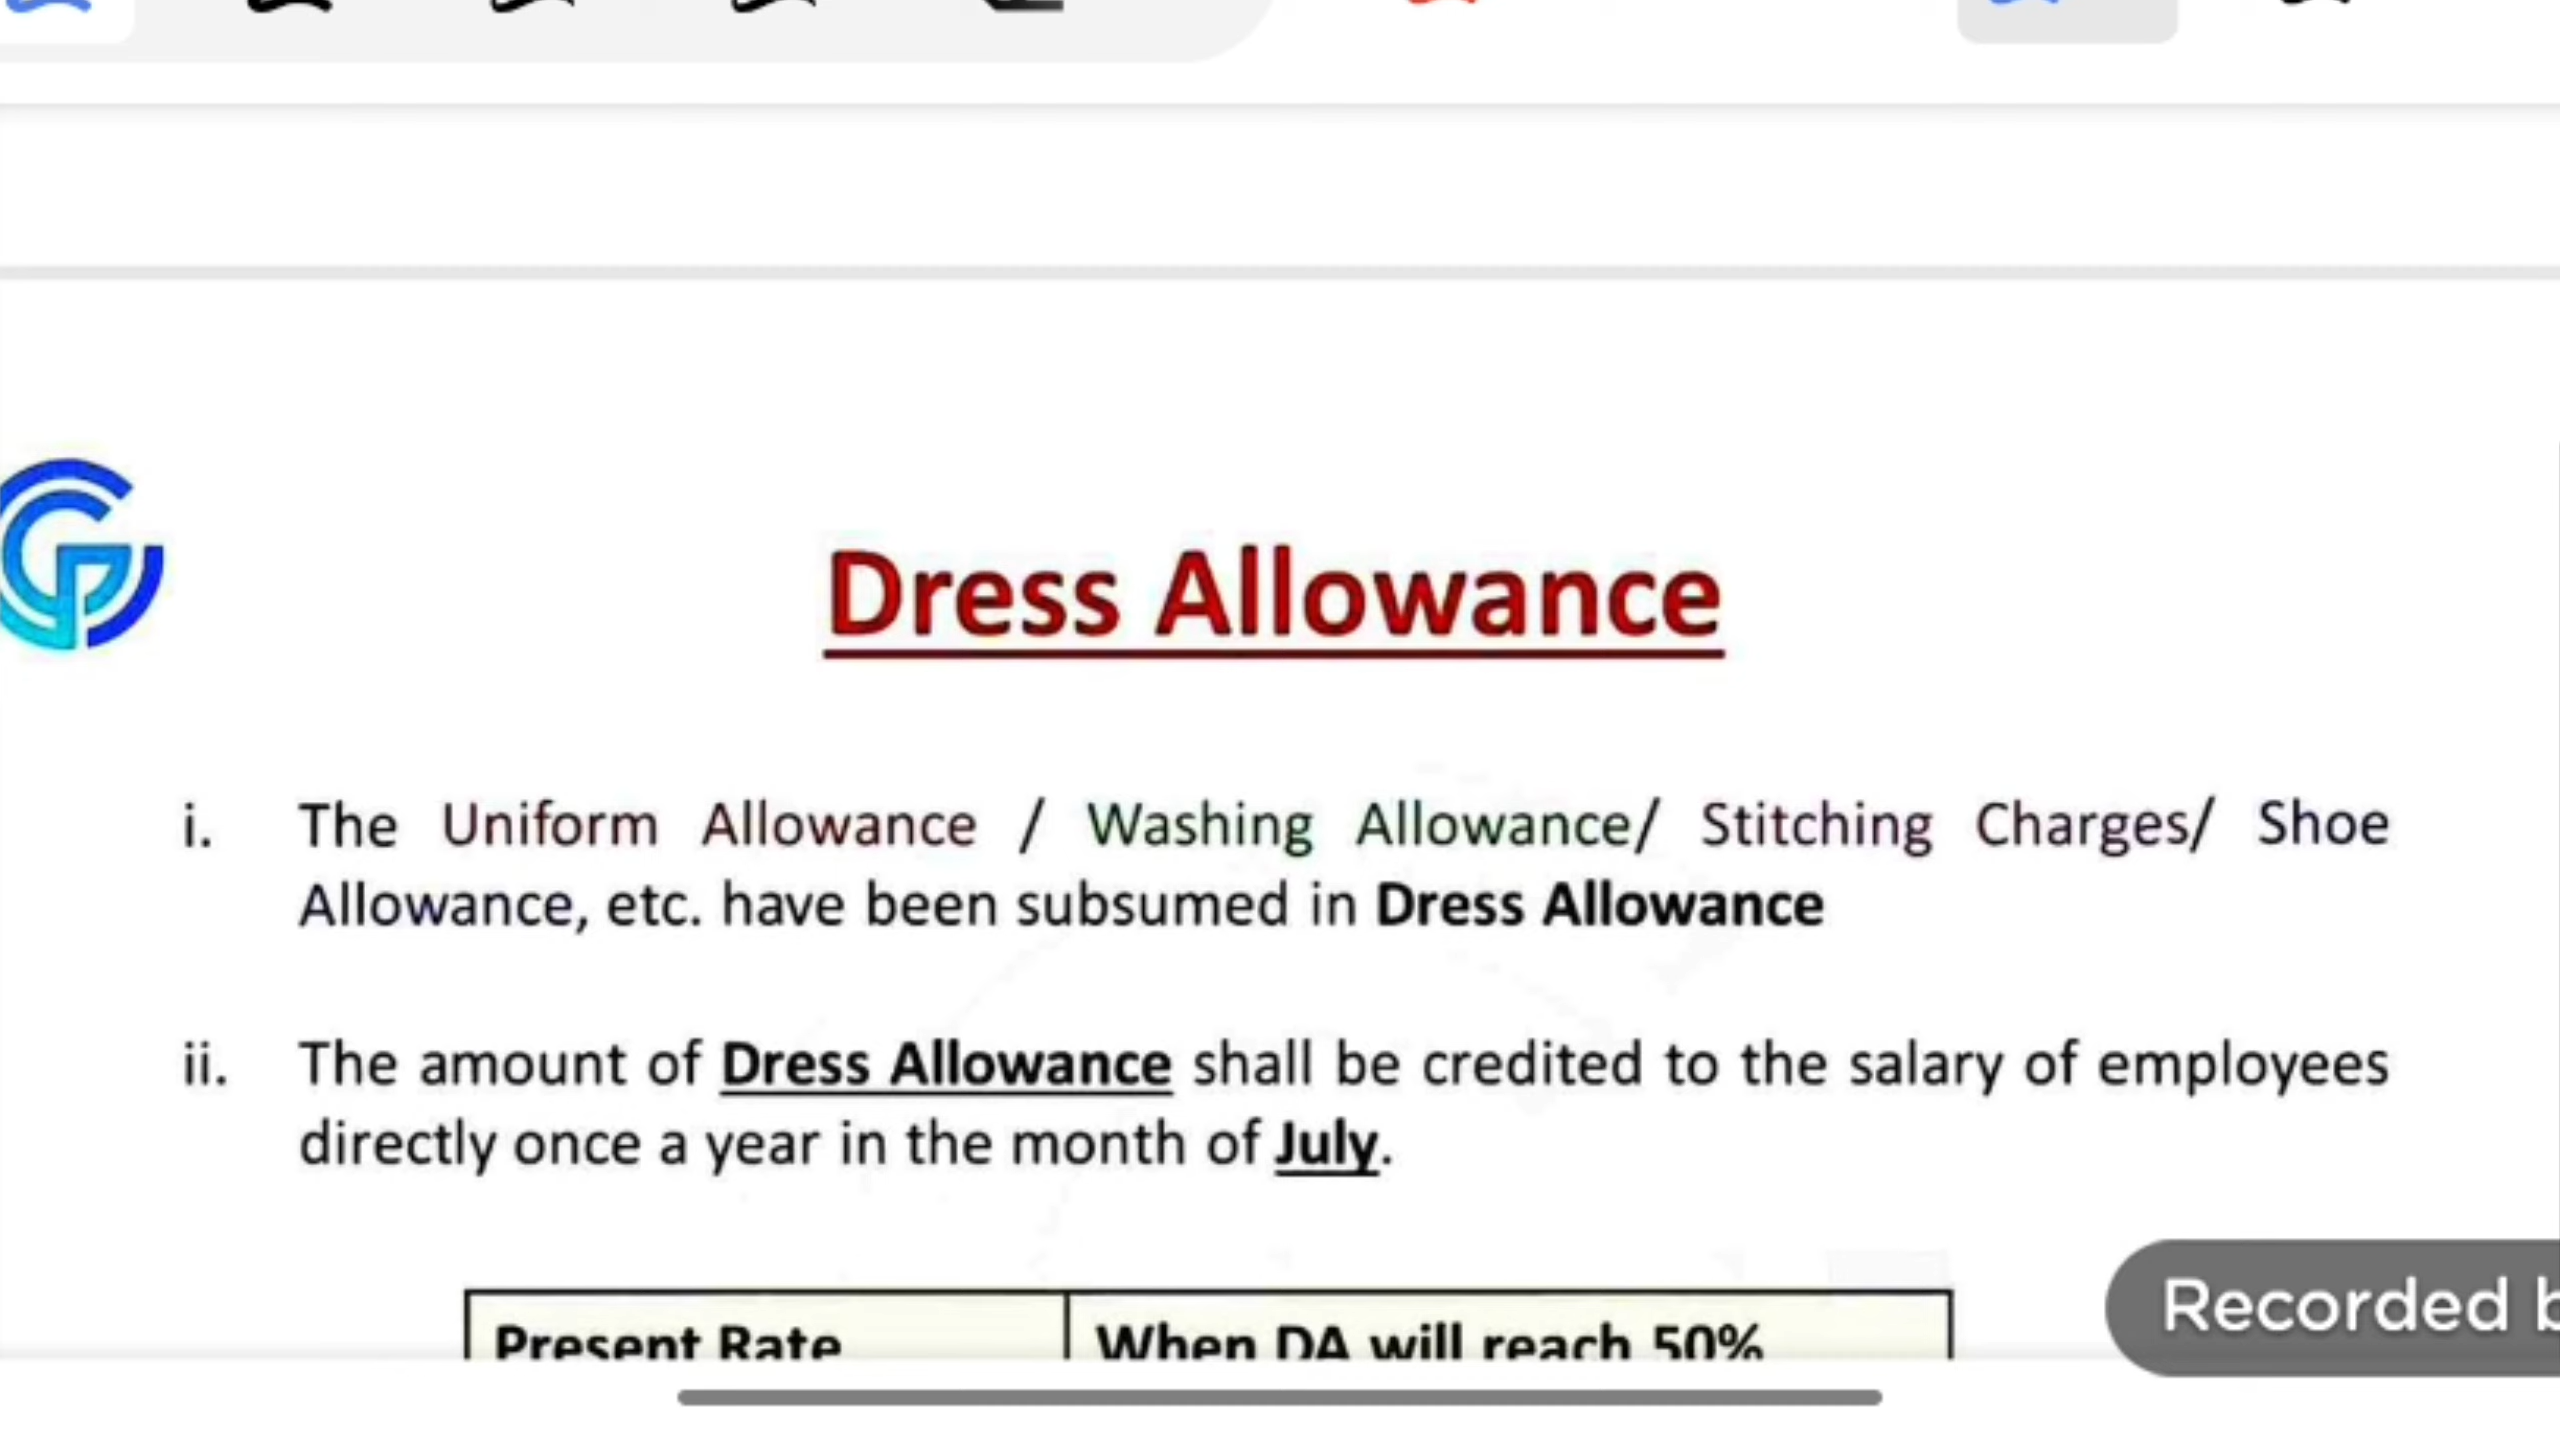 Dress Allowance
i. The Uniform Allowance / Washing Allowance/ Stitching Charges/ Shoe
Allowance, etc. have been subsumed in Dress Allowance
ii. The amount of Dress Allowance shall be credited to the salary of employees
directly once a year in the month of July.
Present Rate When DA will reach 50%
Recorded